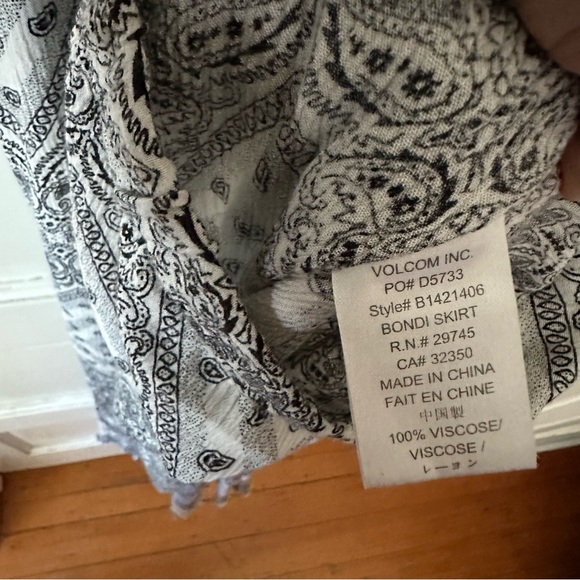 VOLCOM INC.
PO# D5733
Style# B1421406
BONDI SKIRT
R.N.# 29745
CA# 32350
MADE IN CHINA
FAIT EN CHINE
中国製
100% VISCOSE/
VISCOSE /
レーヨン